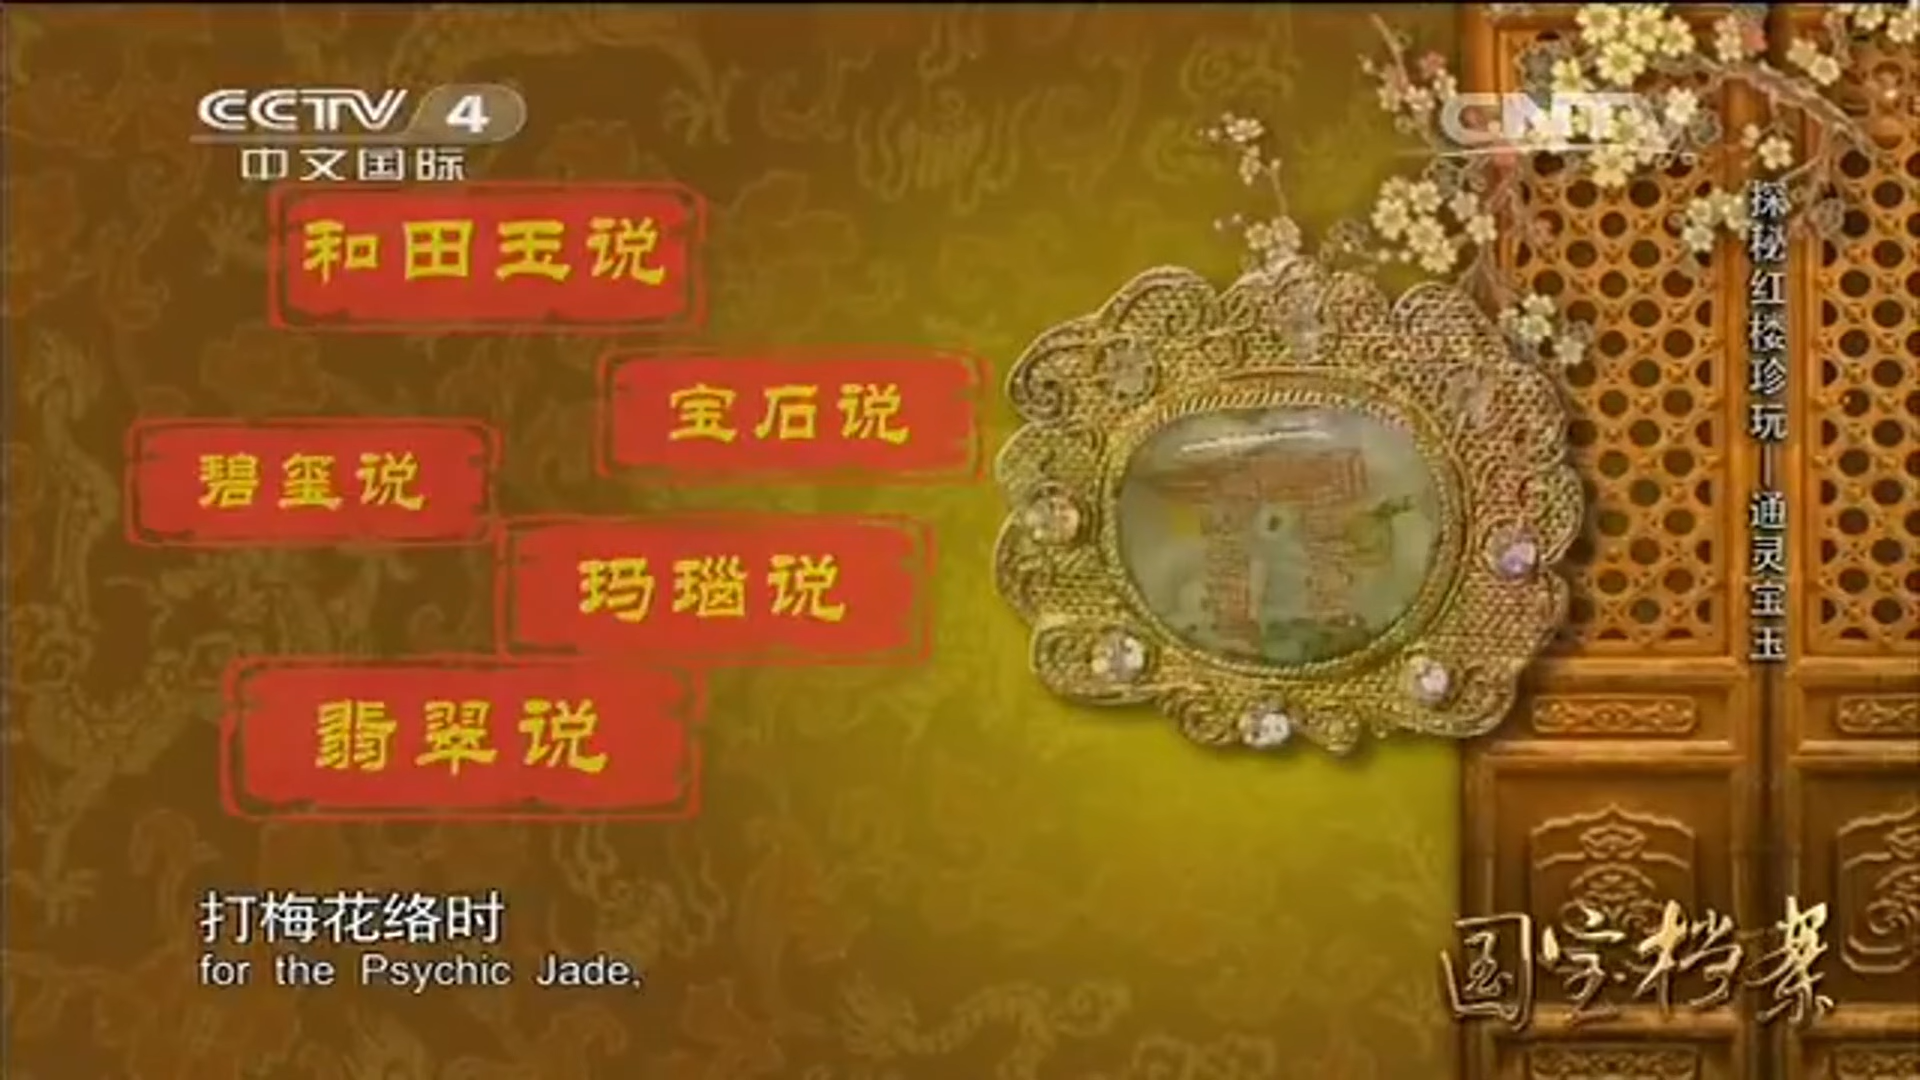 CCTV 4
中文国际
CNTV
和田玉说
宝石说
碧玺说
玛瑙说
翡翠说
探秘红楼珍玩—通灵宝玉
打梅花络时
for the Psychic Jade,
国宝档案